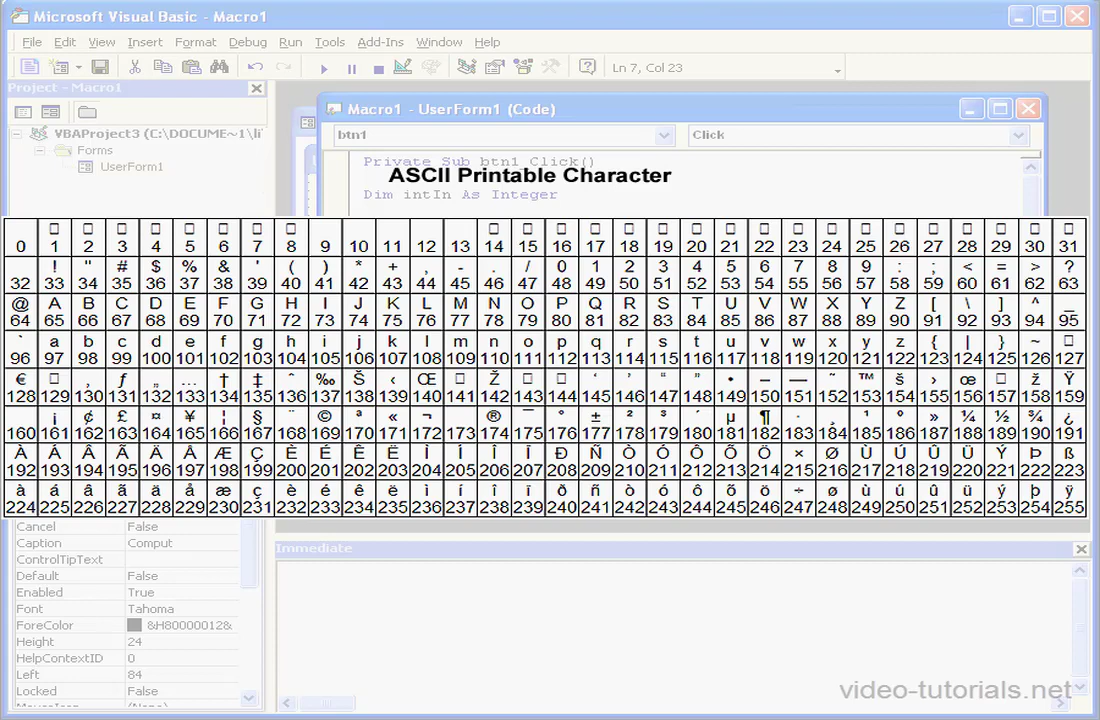 Microsoft Visual Basic - Macro1
File Edit View Insert Format Debug Run Tools Add-Ins Window Help
Ln 7, Col 23
Project - Macro1
VBAProject3 (C:\DOCUME~1\li
Forms
UserForm1
Macro1 - UserForm1 (Code)
btn1 Click
Private Sub btn1_Click()
ASCII Printable Character
Dim intIn As Integer
□ □ □ □ □ □ □ □ □ □ □ □ □ □ □ □ □ □ □ □ □ □ □ □ □ □
0 1 2 3 4 5 6 7 8 9 10 11 12 13 14 15 16 17 18 19 20 21 22 23 24 25 26 27 28 29 30 31
! " # $ % & ' ( ) * + , - . / 0 1 2 3 4 5 6 7 8 9 : ; < = > ?
32 33 34 35 36 37 38 39 40 41 42 43 44 45 46 47 48 49 50 51 52 53 54 55 56 57 58 59 60 61 62 63
@ A B C D E F G H I J K L M N O P Q R S T U V W X Y Z [ \ ] ^ _
64 65 66 67 68 69 70 71 72 73 74 75 76 77 78 79 80 81 82 83 84 85 86 87 88 89 90 91 92 93 94 95
` a b c d e f g h i j k l m n o p q r s t u v w x y z { | } ~ □
96 97 98 99 100 101 102 103 104 105 106 107 108 109 110 111 112 113 114 115 116 117 118 119 120 121 122 123 124 125 126 127
€ □ ‚ ƒ „ … † ‡ ˆ ‰ Š ‹ Œ □ Ž □ □ ‘ ’ “ ” • – — ˜ ™ š › œ □ ž Ÿ
128 129 130 131 132 133 134 135 136 137 138 139 140 141 142 143 144 145 146 147 148 149 150 151 152 153 154 155 156 157 158 159
¡ ¢ £ ¤ ¥ ¦ § ¨ © ª « ¬ ® ¯ ° ± ² ³ ´ µ ¶ · ¸ ¹ º » ¼ ½ ¾ ¿
160 161 162 163 164 165 166 167 168 169 170 171 172 173 174 175 176 177 178 179 180 181 182 183 184 185 186 187 188 189 190 191
À Á Â Ã Ä Å Æ Ç È É Ê Ë Ì Í Î Ï Ð Ñ Ò Ó Ô Õ Ö × Ø Ù Ú Û Ü Ý Þ ß
192 193 194 195 196 197 198 199 200 201 202 203 204 205 206 207 208 209 210 211 212 213 214 215 216 217 218 219 220 221 222 223
à á â ã ä å æ ç è é ê ë ì í î ï ð ñ ò ó ô õ ö ÷ ø ù ú û ü ý þ ÿ
224 225 226 227 228 229 230 231 232 233 234 235 236 237 238 239 240 241 242 243 244 245 246 247 248 249 250 251 252 253 254 255
Cancel False
Caption Comput
ControlTipText
Default False
Enabled True
Font Tahoma
ForeColor &H80000012&
Height 24
HelpContextID 0
Left 84
Locked False
MouseIcon (None)
Immediate
video-tutorials.net